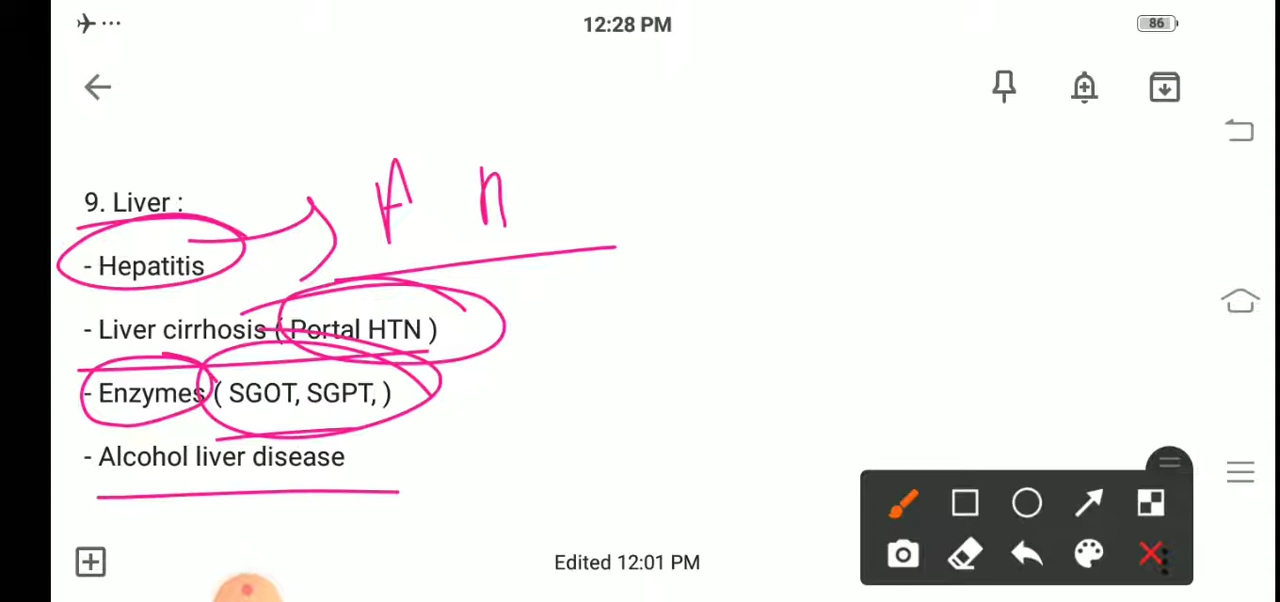 12:28 PM
86
9. Liver :
- Hepatitis
- Liver cirrhosis ( Portal HTN )
- Enzymes ( SGOT, SGPT, )
- Alcohol liver disease
Edited 12:01 PM